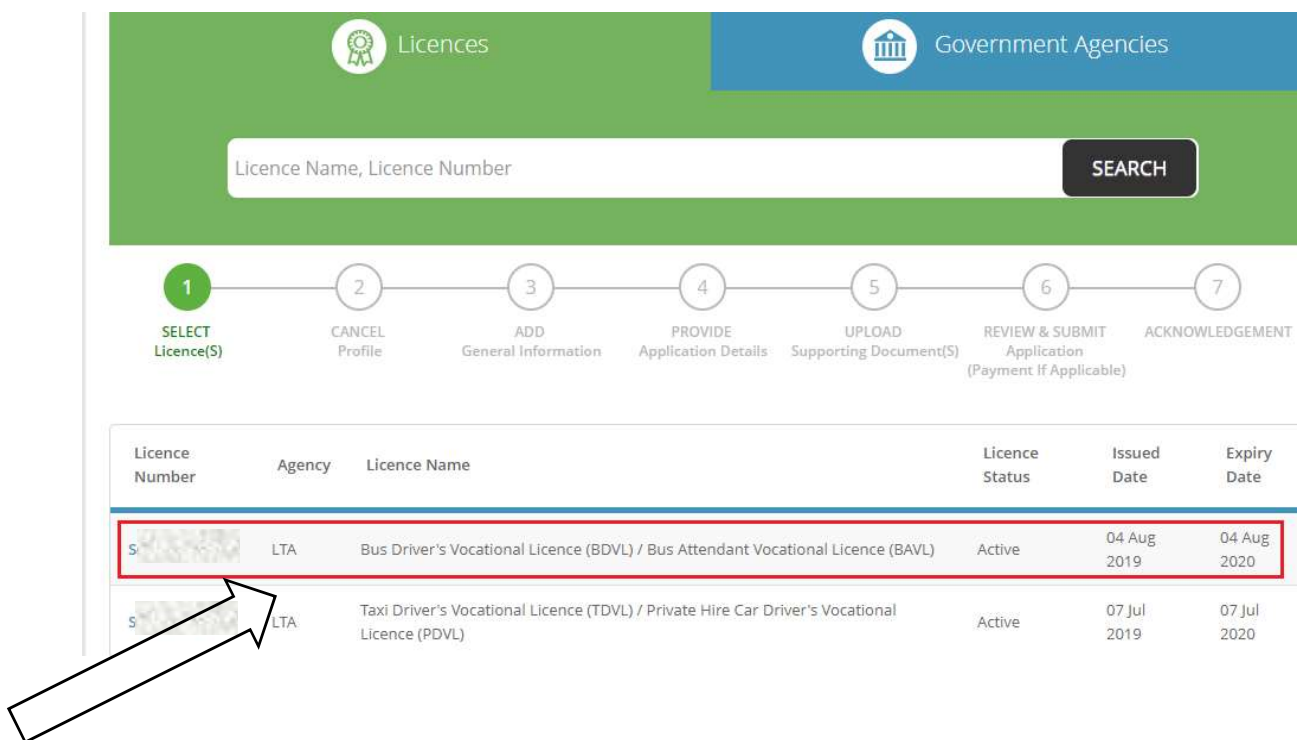 Licences
Government Agencies
Licence Name, Licence Number
SEARCH
1
2
3
4
5
6
7
SELECT
Licence(S)
CANCEL
Profile
ADD
General Information
PROVIDE
Application Details
UPLOAD
Supporting Document(S)
REVIEW & SUBMIT
Application
(Payment If Applicable)
ACKNOWLEDGEMENT
Licence
Number
Agency
Licence Name
Licence
Status
Issued
Date
Expiry
Date
S
LTA
Bus Driver's Vocational Licence (BDVL) / Bus Attendant Vocational Licence (BAVL)
Active
04 Aug
2019
04 Aug
2020
S
LTA
Taxi Driver's Vocational Licence (TDVL) / Private Hire Car Driver's Vocational
Licence (PDVL)
Active
07 Jul
2019
07 Jul
2020